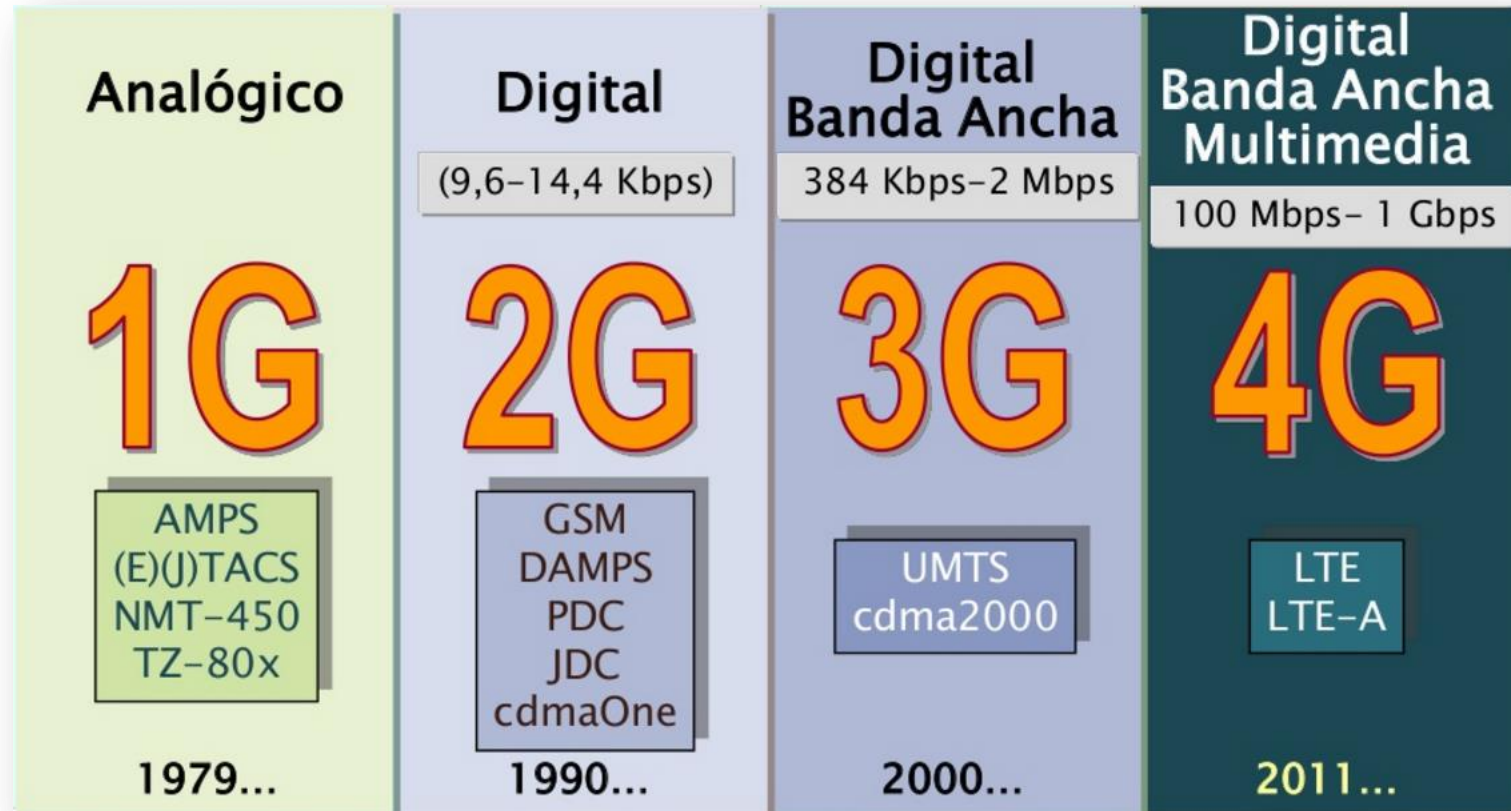 Analógico
1G
AMPS
(E)(J)TACS
NMT-450
TZ-80x
1979...
Digital
(9,6-14,4 Kbps)
2G
GSM
DAMPS
PDC
JDC
cdmaOne
1990...
Digital
Banda Ancha
384 Kbps-2 Mbps
3G
UMTS
cdma2000
2000...
Digital
Banda Ancha
Multimedia
100 Mbps- 1 Gbps
4G
LTE
LTE-A
2011...